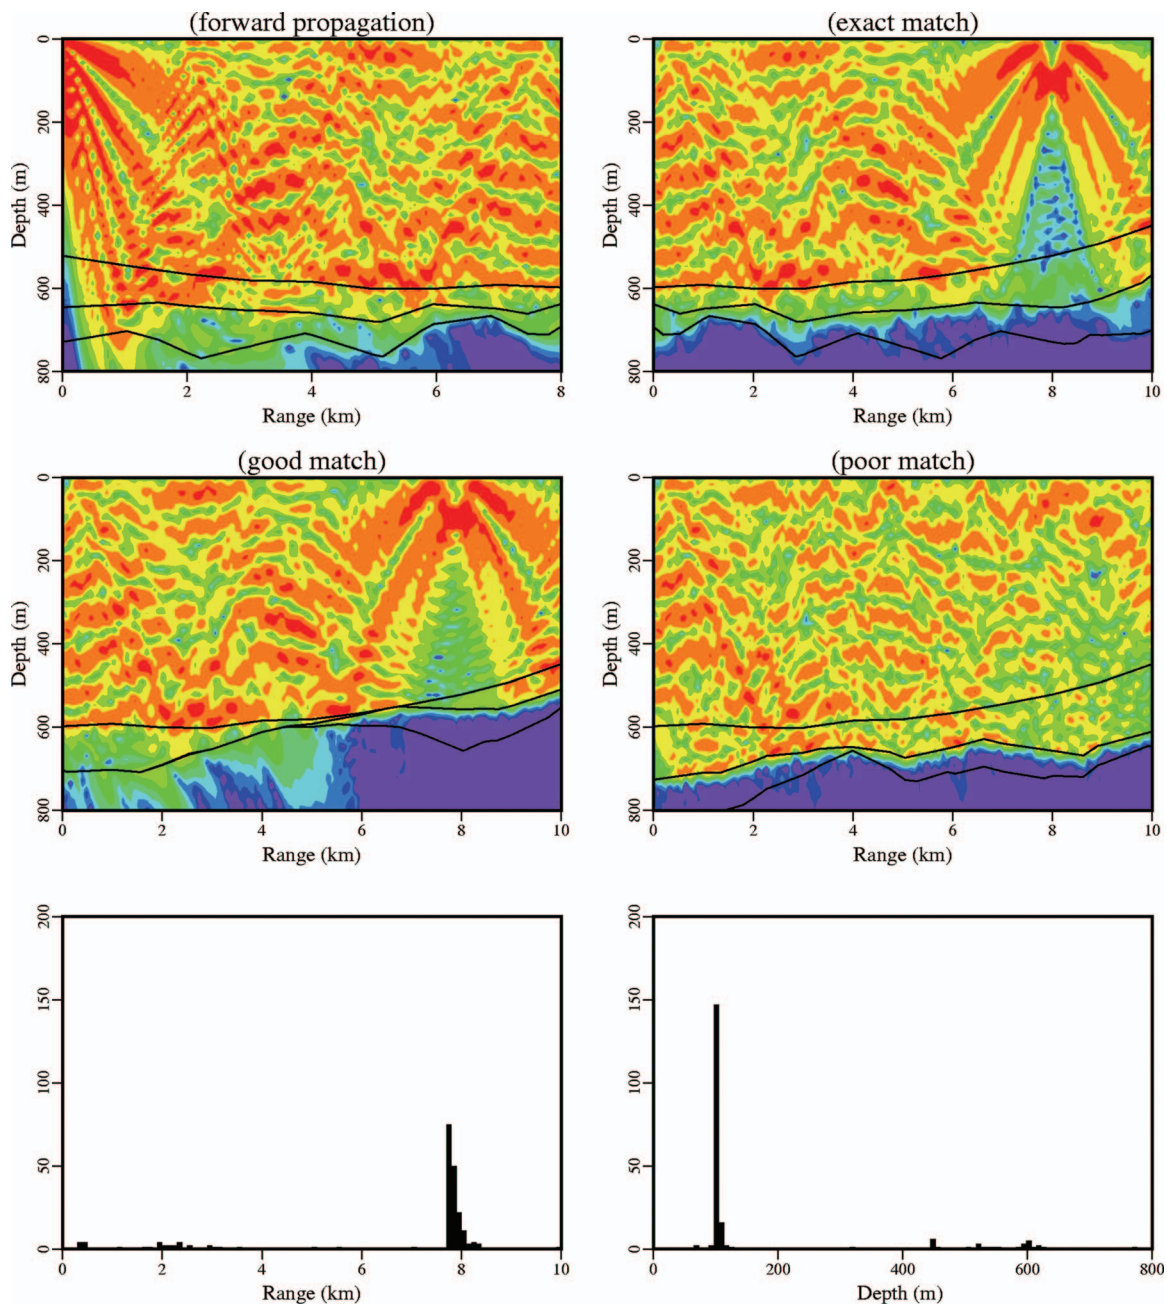 (forward propagation)
(exact match)
0
200
400
600
800
Depth (m)
0 2 4 6 8
Range (km)
0
200
400
600
800
Depth (m)
0 2 4 6 8 10
Range (km)
(good match)
(poor match)
0
200
400
600
800
Depth (m)
0 2 4 6 8 10
Range (km)
0
200
400
600
800
Depth (m)
0 2 4 6 8 10
Range (km)
200
150
100
50
0
0 2 4 6 8 10
Range (km)
200
150
100
50
0
0 200 400 600 800
Depth (m)